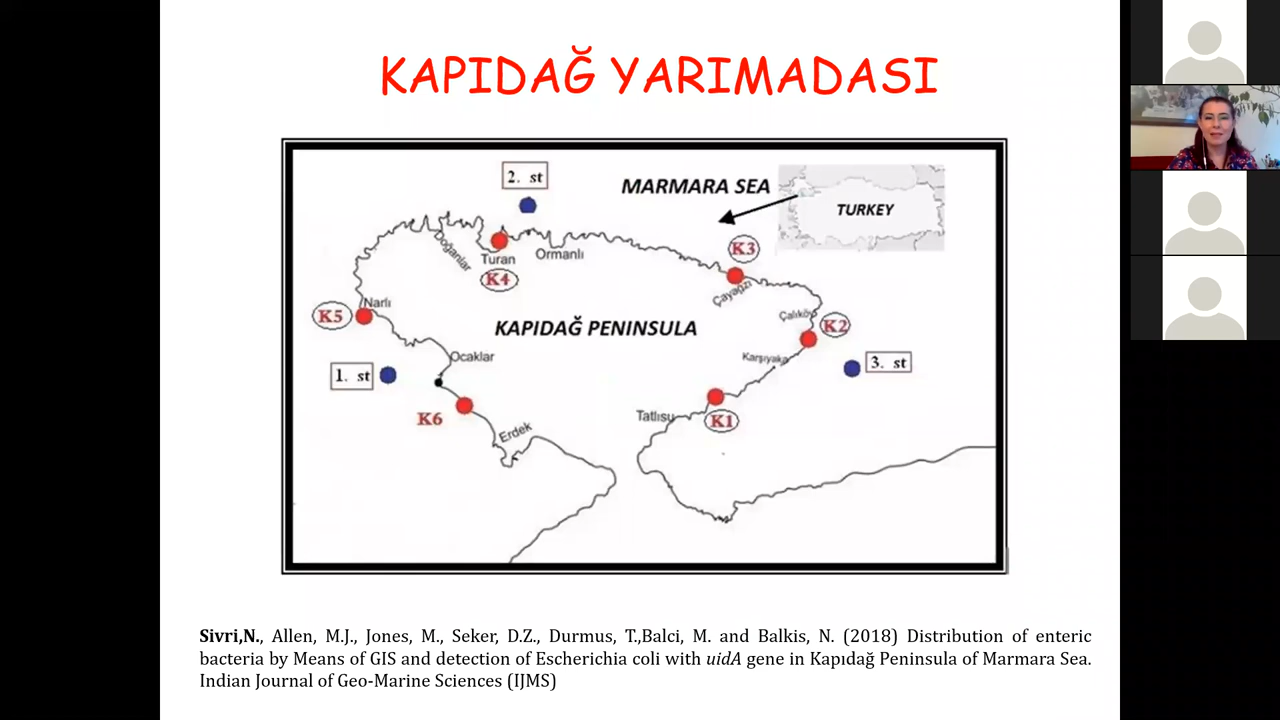 KAPIDAĞ YARIMADASI
2. st
MARMARA SEA
TURKEY
Doğanlar
Turan
Ormanlı
K3
K4
Çayağzı
Narlı
K5
KAPIDAĞ PENINSULA
Çalıköy
K2
Ocaklar
Karşıyaka
3. st
1. st
K6
Tatlısu
K1
Erdek
Sivri,N., Allen, M.J., Jones, M., Seker, D.Z., Durmus, T.,Balci, M. and Balkis, N. (2018) Distribution of enteric
bacteria by Means of GIS and detection of Escherichia coli with uidA gene in Kapıdağ Peninsula of Marmara Sea.
Indian Journal of Geo-Marine Sciences (IJMS)